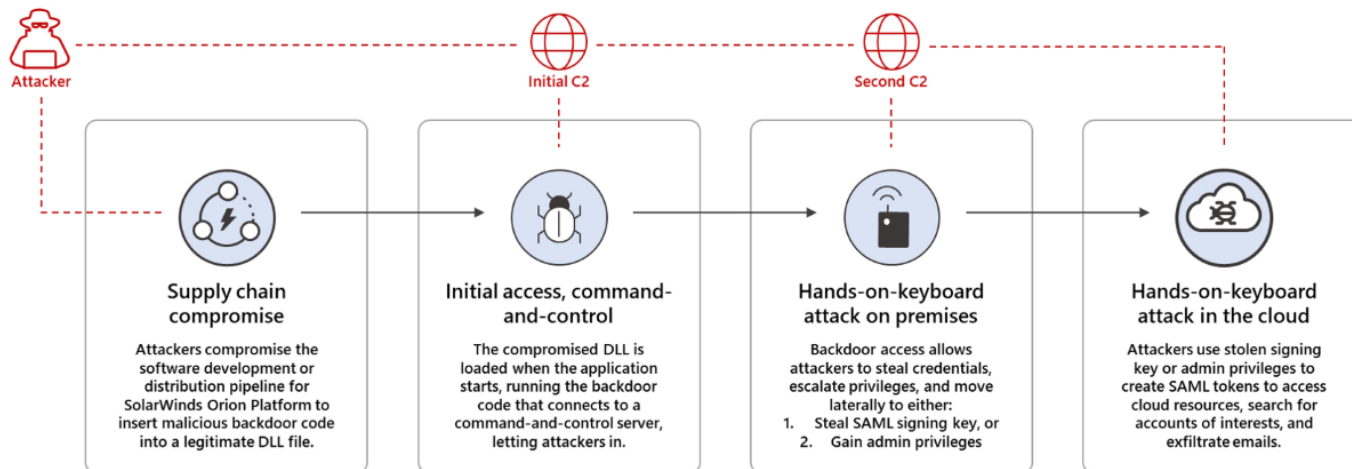 Attacker
Initial C2
Second C2
Supply chain
compromise
Attackers compromise the
software development or
distribution pipeline for
SolarWinds Orion Platform to
insert malicious backdoor code
into a legitimate DLL file.
Initial access, command-
and-control
The compromised DLL is
loaded when the application
starts, running the backdoor
code that connects to a
command-and-control server,
letting attackers in.
Hands-on-keyboard
attack on premises
Backdoor access allows
attackers to steal credentials,
escalate privileges, and move
laterally to either:
1. Steal SAML signing key, or
2. Gain admin privileges
Hands-on-keyboard
attack in the cloud
Attackers use stolen signing
key or admin privileges to
create SAML tokens to access
cloud resources, search for
accounts of interests, and
exfiltrate emails.